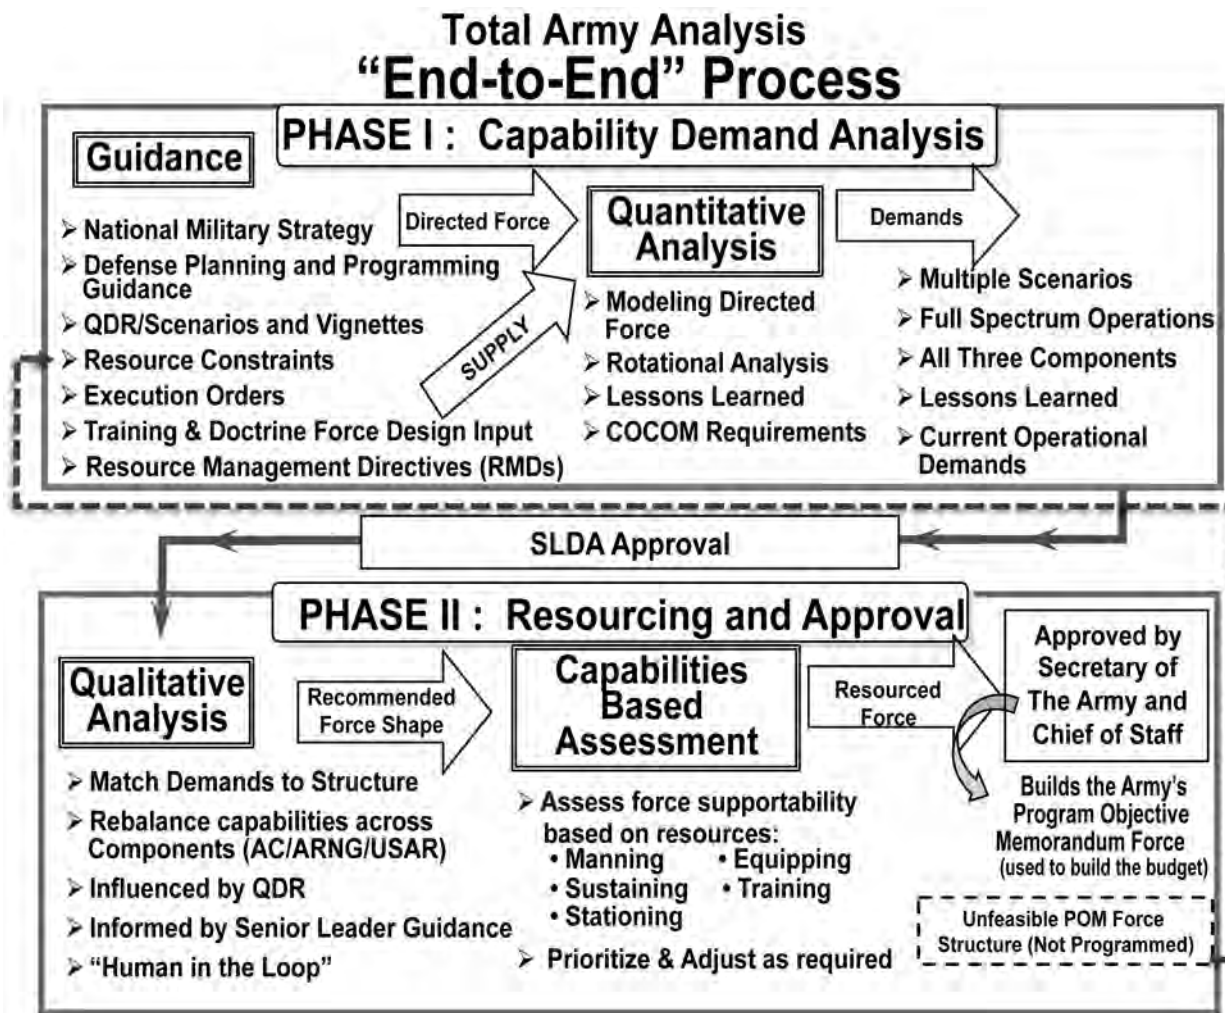 Total Army Analysis
“End-to-End” Process
PHASE I : Capability Demand Analysis
Guidance
➢ National Military Strategy
➢ Defense Planning and Programming
Guidance
➢ QDR/Scenarios and Vignettes
➢ Resource Constraints
➢ Execution Orders
➢ Training & Doctrine Force Design Input
➢ Resource Management Directives (RMDs)
Directed Force
SUPPLY
Quantitative
Analysis
➢ Modeling Directed
Force
➢ Rotational Analysis
➢ Lessons Learned
➢ COCOM Requirements
Demands
➢ Multiple Scenarios
➢ Full Spectrum Operations
➢ All Three Components
➢ Lessons Learned
➢ Current Operational
Demands
SLDA Approval
PHASE II : Resourcing and Approval
Qualitative
Analysis
➢ Match Demands to Structure
➢ Rebalance capabilities across
Components (AC/ARNG/USAR)
➢ Influenced by QDR
➢ Informed by Senior Leader Guidance
➢ “Human in the Loop”
Recommended
Force Shape
Capabilities
Based
Assessment
➢ Assess force supportability
based on resources:
• Manning • Equipping
• Sustaining • Training
• Stationing
➢ Prioritize & Adjust as required
Resourced
Force
Approved by
Secretary of
The Army and
Chief of Staff
Builds the Army’s
Program Objective
Memorandum Force
(used to build the budget)
Unfeasible POM Force
Structure (Not Programmed)